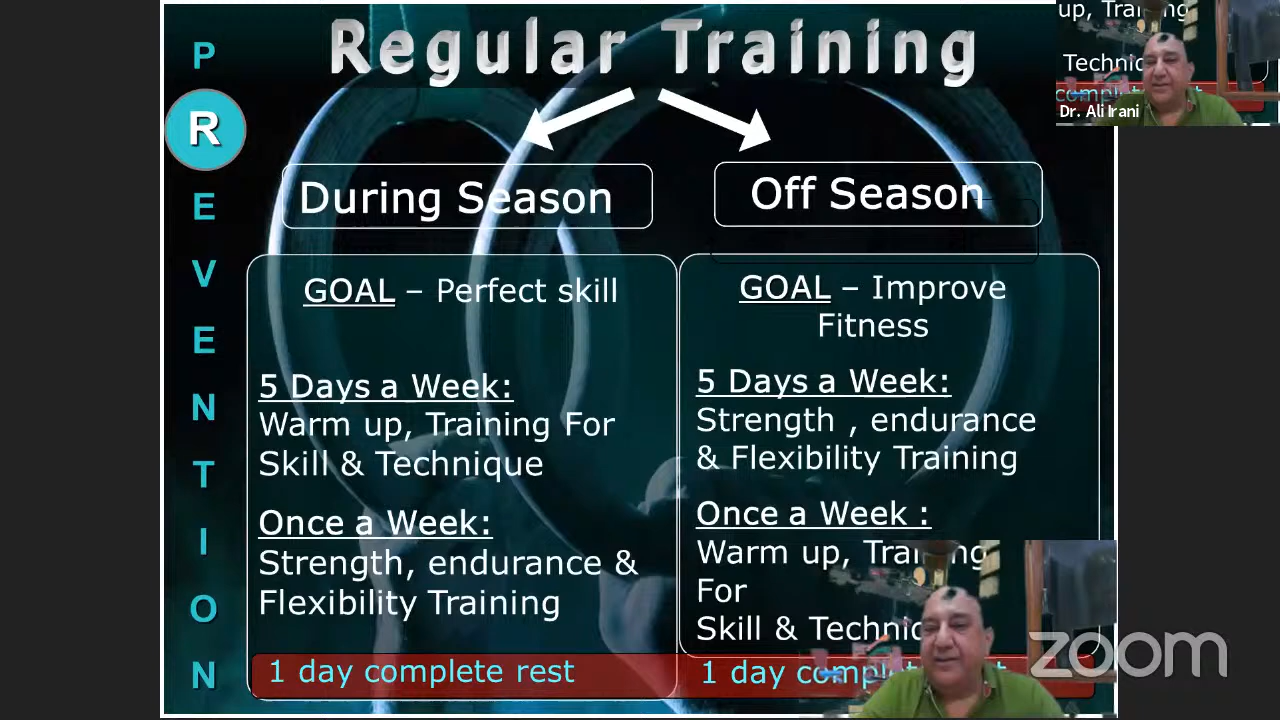 Regular Training
P
R
E
V
E
N
T
I
O
N
During Season
GOAL – Perfect skill
5 Days a Week:
Warm up, Training For
Skill & Technique
Once a Week:
Strength, endurance &
Flexibility Training
1 day complete rest
Off Season
GOAL – Improve
Fitness
5 Days a Week:
Strength , endurance
& Flexibility Training
Once a Week :
Warm up, Training
For
Skill &
1 day
up,
Dr. Ali Irani
zoom